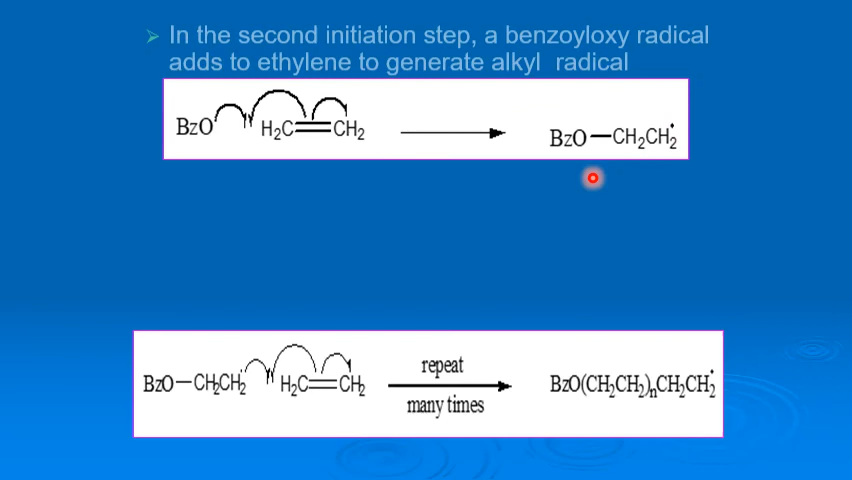 ➢ In the second initiation step, a benzoyloxy radical
adds to ethylene to generate alkyl radical
BzO H₂C=CH₂ BzO—CH₂CH₂•
repeat
BzO—CH₂CH₂• H₂C=CH₂ BzO(CH₂CH₂)ₙCH₂CH₂•
many times